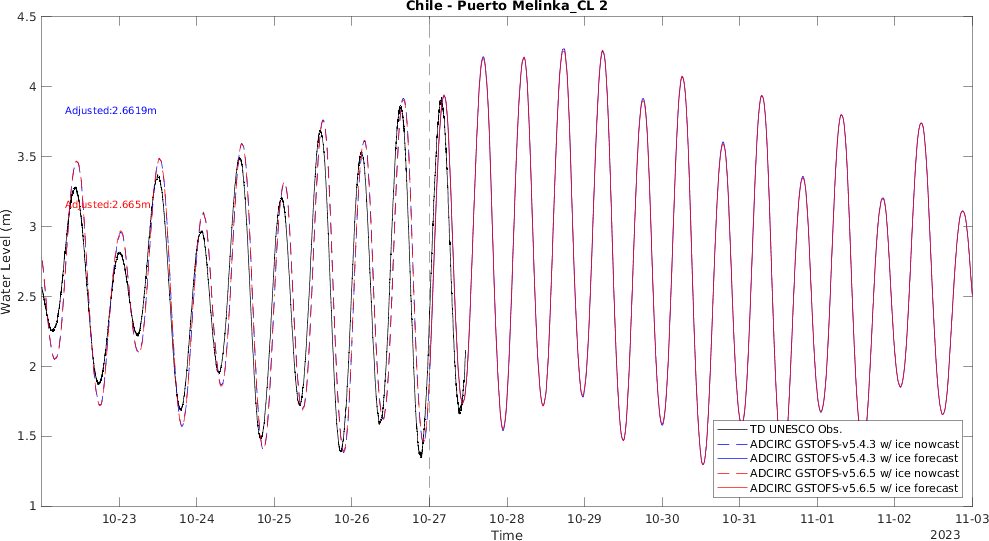 Chile - Puerto Melinka_CL 2
4.5
4
3.5
3
2.5
2
1.5
1
Water Level (m)
Adjusted:2.6619m
Adjusted:2.665m
TD UNESCO Obs.
ADCIRC GSTOFS-v5.4.3 w/ ice nowcast
ADCIRC GSTOFS-v5.4.3 w/ ice forecast
ADCIRC GSTOFS-v5.6.5 w/ ice nowcast
ADCIRC GSTOFS-v5.6.5 w/ ice forecast
10-23 10-24 10-25 10-26 10-27 10-28 10-29 10-30 10-31 11-01 11-02 11-03
Time
2023